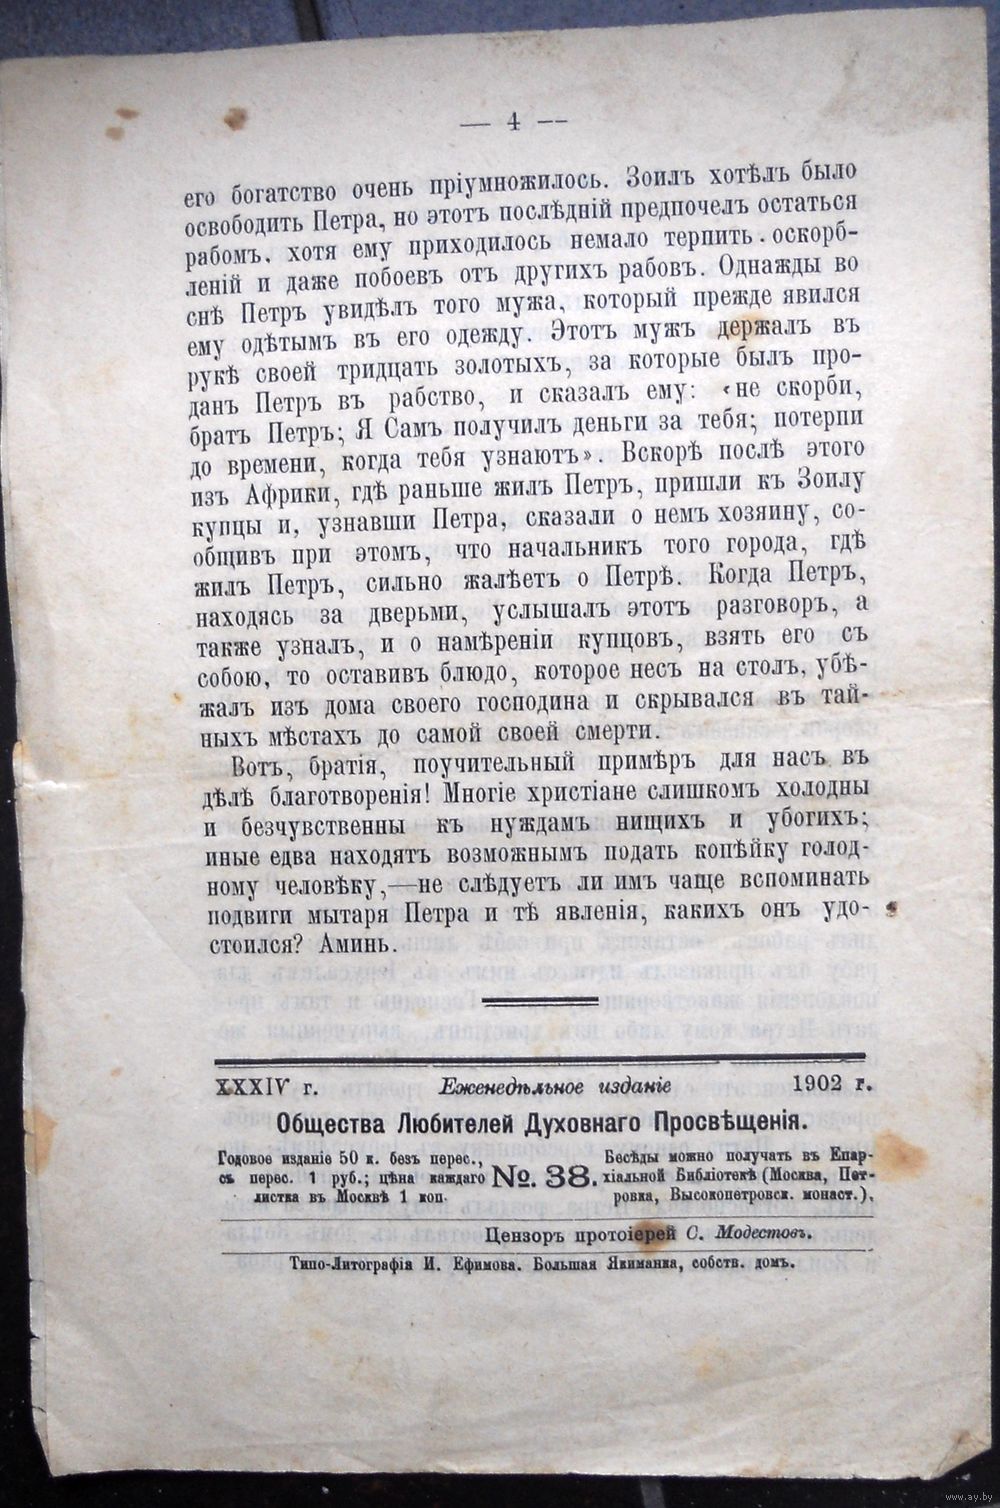 — 4 —
его богатство очень пріумножилось. Зоилъ хотѣлъ было
освободить Петра, но этотъ послѣдній предпочелъ остаться
рабомъ, хотя ему приходилось немало терпить оскорб-
леній и даже побоевъ отъ другихъ рабовъ. Однажды во
снѣ Петръ увидѣлъ того мужа, который прежде явился
ему одѣтымъ въ его одежду. Этотъ мужъ держалъ въ
рукѣ своей тридцать золотыхъ, за которые былъ про-
данъ Петръ въ рабство, и сказалъ ему: «не скорби,
братъ Петръ; Я Самъ получилъ деньги за тебя; потерпи
до времени, когда тебя узнаютъ». Вскорѣ послѣ этого
изъ Африки, гдѣ раньше жилъ Петръ, пришли къ Зоилу
купцы и, узнавши Петра, сказали о немъ хозяину, со-
общивъ при этомъ, что начальникъ того города, гдѣ
жилъ Петръ, сильно жалѣетъ о Петрѣ. Когда Петръ,
находясь за дверьми, услышалъ этотъ разговоръ, а
также узналъ, и о намѣреніи купцовъ, взять его съ
собою, то оставивъ блюдо, которое несъ на столъ, убѣ-
жалъ изъ дома своего господина и скрывался въ тай-
ныхъ мѣстахъ до самой своей смерти.
Вотъ, братія, поучительный примѣръ для насъ въ
дѣлѣ благотворенія! Многіе христіане слишкомъ холодны
и безчувственны къ нуждамъ нищихъ и убогихъ;
иные едва находятъ возможнымъ подать копѣйку голод-
ному человѣку,—не слѣдуетъ ли имъ чаще вспоминать
подвиги мытаря Петра и тѣ явленія, какихъ онъ удо-
стоился? Аминь.
XXXIV г. Еженедѣльное изданіе 1902 г.
Общества Любителей Духовнаго Просвѣщенія.
Годовое изданіе 50 к. безъ перес.,
съ перес. 1 руб.; цѣна каждаго
листка въ Москвѣ 1 коп.
№. 38.
Бесѣды можно получать въ Епар-
хіальной Библіотекѣ (Москва, Пет-
ровка, Высокопетровск. монаст.).
Цензоръ протоіерей С. Модестовъ.
Типо-Литографія И. Ефимова. Большая Якиманка, собств. домъ.
www.ay.by